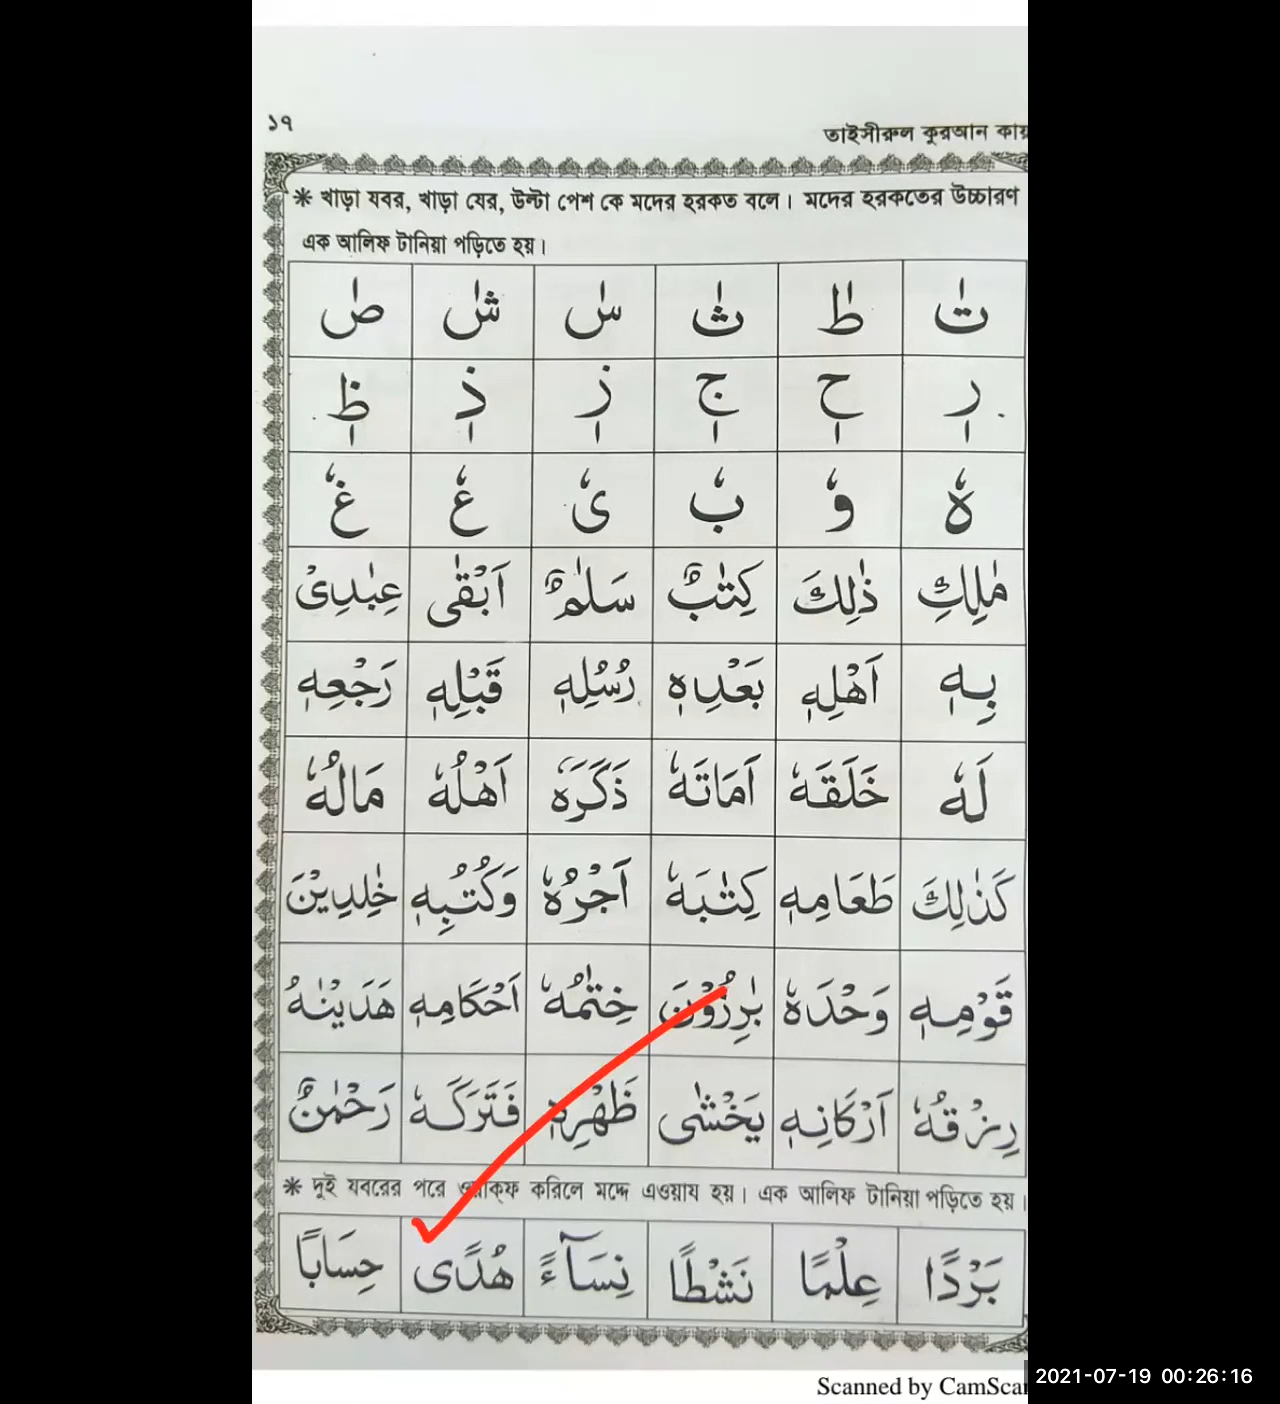 ১৭
তাইসীরুল কুরআন কায়
* খাড়া যবর, খাড়া যের, উল্টা পেশ কে মদের হরকত বলে। মদের হরকতের উচ্চারণ
এক আলিফ টানিয়া পড়িতে হয়।
تٰ طٰ ثٰ سٰ شٰ صٰ
رٖ حٖ جٖ زٖ ذٖ ظٖ
هٗ وٗ بٗ یٗ عٗ غٗ
مٰلِكِ ذٰلِكَ كِتٰبٌ سَلٰمٌ اَبْقٰى عِبٰدِىْ
بِهٖ اَهْلِهٖ بَعْدِهٖ رُسُلِهٖ قَبْلِهٖ رَجْعِهٖ
لَهٗ خَلَقَهٗ اَمَاتَهٗ ذَكَرَهٗ اَهْلُهٗ مَالُهٗ
كَذٰلِكَ طَعَامِهٖ كِتٰبَهٗ اَجْرُهٗ وَكُتُبِهٖ خٰلِدِيْنَ
قَوْمِهٖ وَحْدَهٗ بٰرِزُوْنَ خِتٰمُهٗ اَحْكَامِهٖ هَدَيْنٰهُ
رِزْقُهٗ اَرْكَانِهٖ يَخْشٰى ظَهْرِهٖ فَتَرَكَهٗ رَحْمٰنٌ
* দুই যবরের পরে ওয়াক্ফ করিলে মদ্দে এওয়ায হয়। এক আলিফ টানিয়া পড়িতে হয়।
بَرْدًا عِلْمًا نَشْطًا نِسَآءً هُدًى حِسَابًا
Scanned by CamScan
2021-07-19 00:26:16